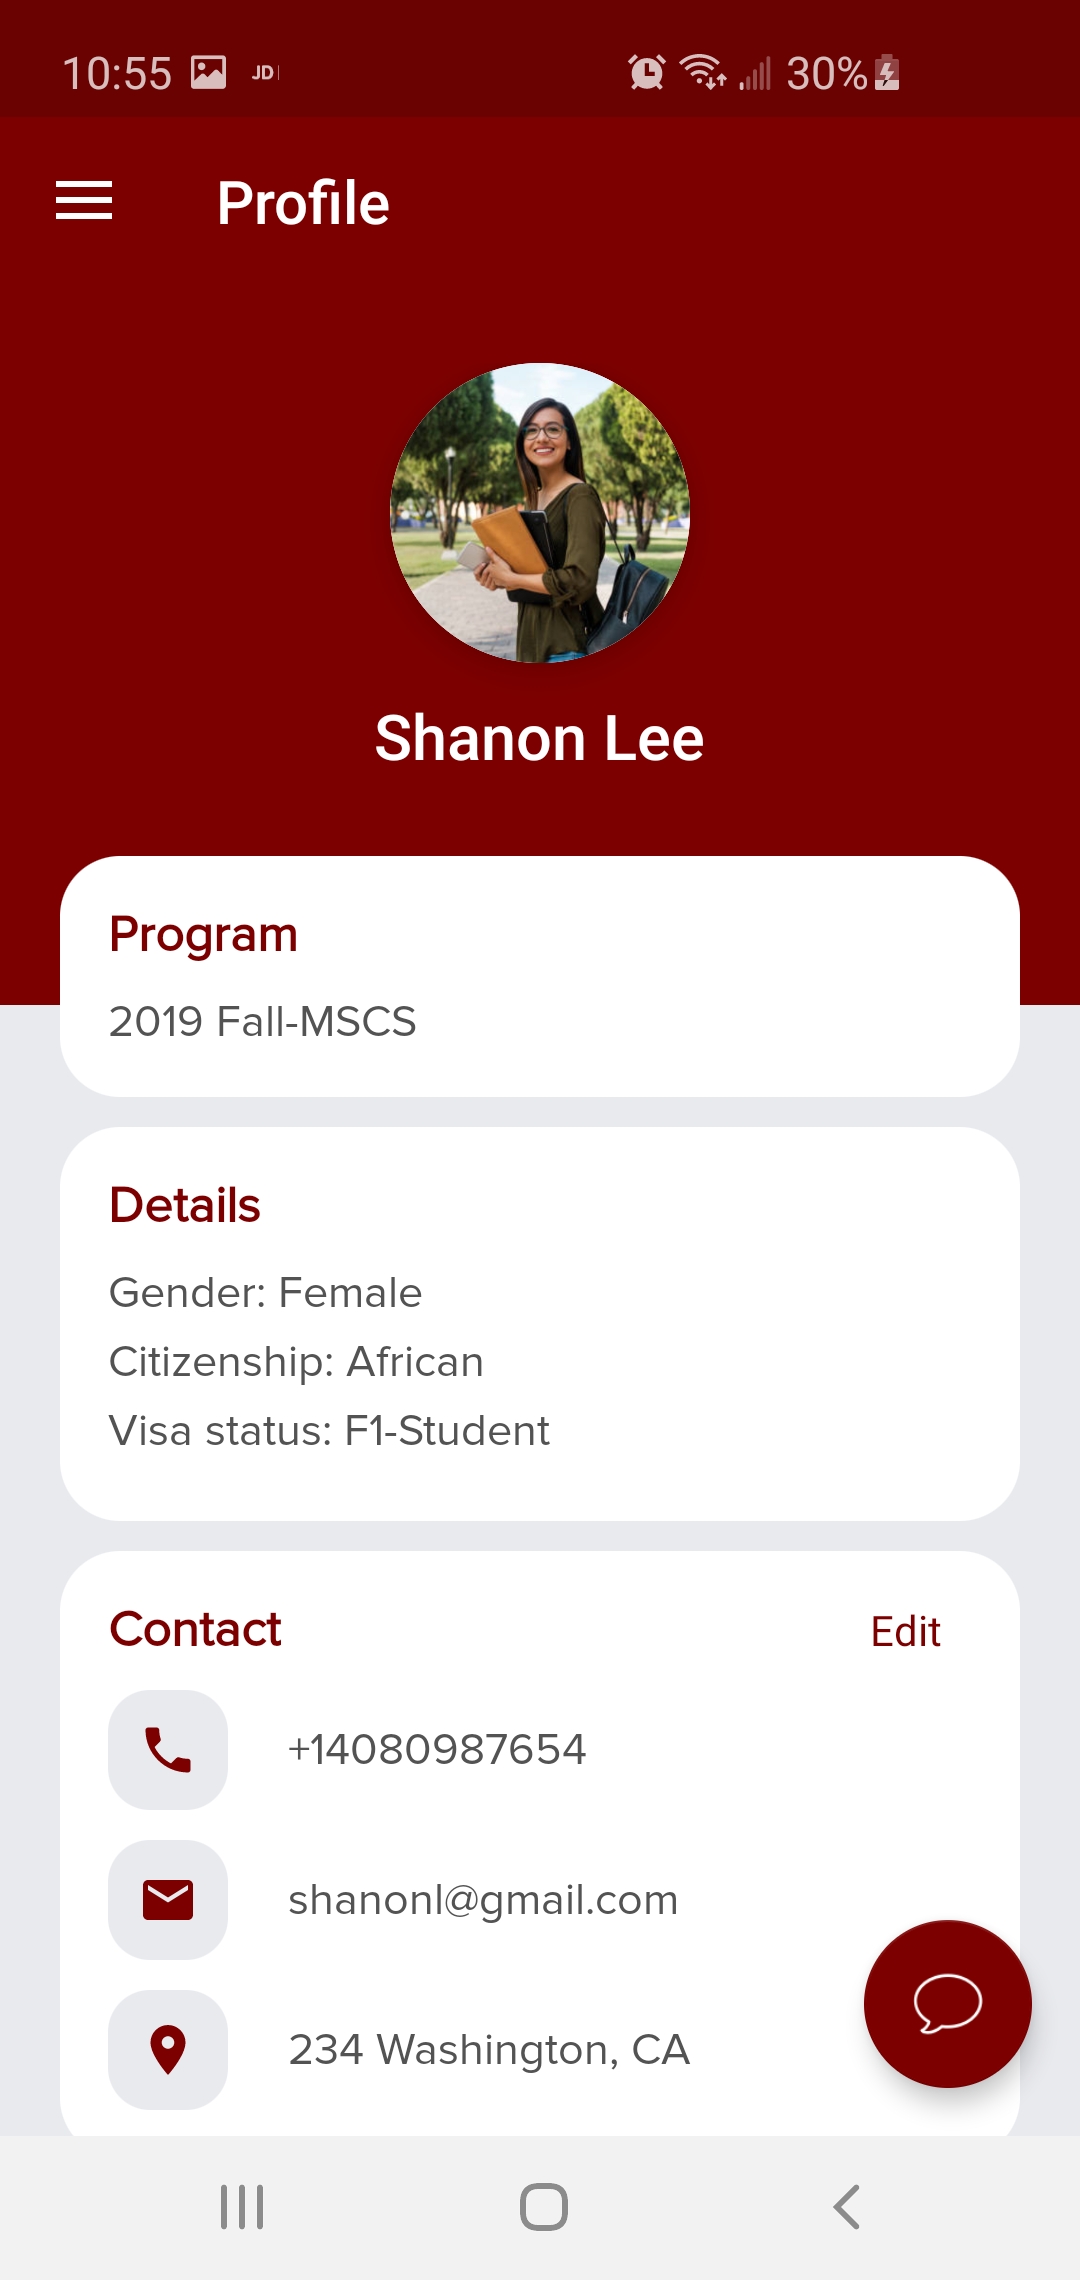 10:55 JD 30%
Profile
Shanon Lee
Program
2019 Fall-MSCS
Details
Gender: Female
Citizenship: African
Visa status: F1-Student
Contact Edit
+14080987654
shanonl@gmail.com
234 Washington, CA